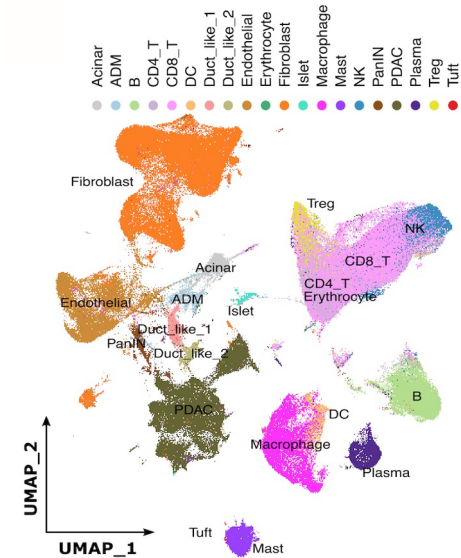 Acinar
ADM
B
CD4_T
CD8_T
DC
Duct_like_1
Duct_like_2
Endothelial
Erythrocyte
Fibroblast
Islet
Macrophage
Mast
NK
PanIN
PDAC
Plasma
Treg
Tuft
Fibroblast
Treg
NK
CD8_T
Acinar
CD4_T
Erythrocyte
Endothelial
ADM
Islet
Duct_like_1
PanIN
Duct_like_2
B
PDAC
DC
Macrophage
Plasma
Tuft
Mast
UMAP_2
UMAP_1